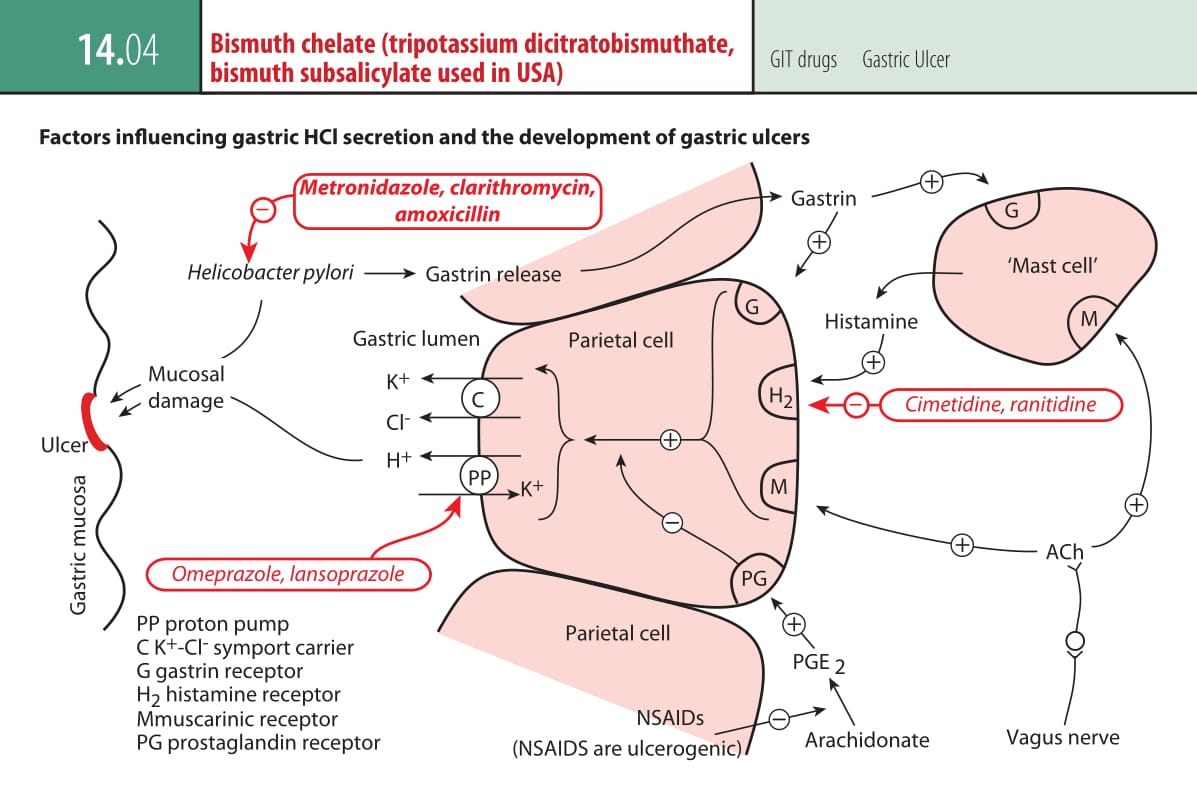 14.04
Bismuth chelate (tripotassium dicitratobismuthate,
bismuth subsalicylate used in USA)
GIT drugs Gastric Ulcer
Factors influencing gastric HCl secretion and the development of gastric ulcers
Metronidazole, clarithromycin,
amoxicillin
−
Helicobacter pylori
Gastrin release
Gastrin
+
+
G
'Mast cell'
M
Histamine
+
Gastric lumen
Parietal cell
G
H2
−
Cimetidine, ranitidine
K+
C
Cl-
H+
PP
K+
+
M
−
PG
Mucosal
damage
Ulcer
Gastric mucosa
Omeprazole, lansoprazole
+
+
ACh
Vagus nerve
Parietal cell
+
PGE 2
NSAIDs
−
(NSAIDS are ulcerogenic)
Arachidonate
PP proton pump
C K+-Cl- symport carrier
G gastrin receptor
H2 histamine receptor
Mmuscarinic receptor
PG prostaglandin receptor